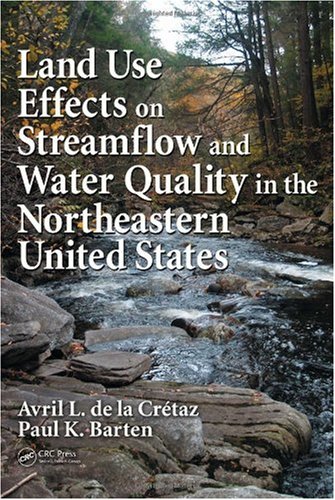 Land Use
Effects on
Streamflow and
Water Quality in the
Northeastern
United States
CRC Press
Avril L. de la Crétaz
Paul K. Barten